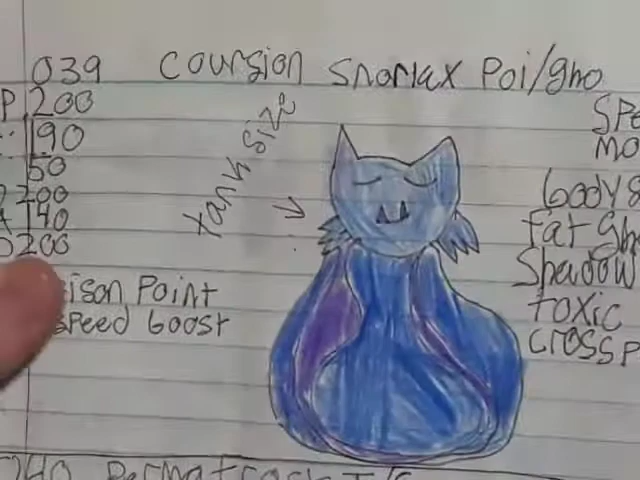 039 Coursion Snorlax Poi/gho
P 200
190
50
200
140
200
tank size
ison Point
speed boost
SPe
mo
body s
fat gho
Shadow
toxic
cross P
040